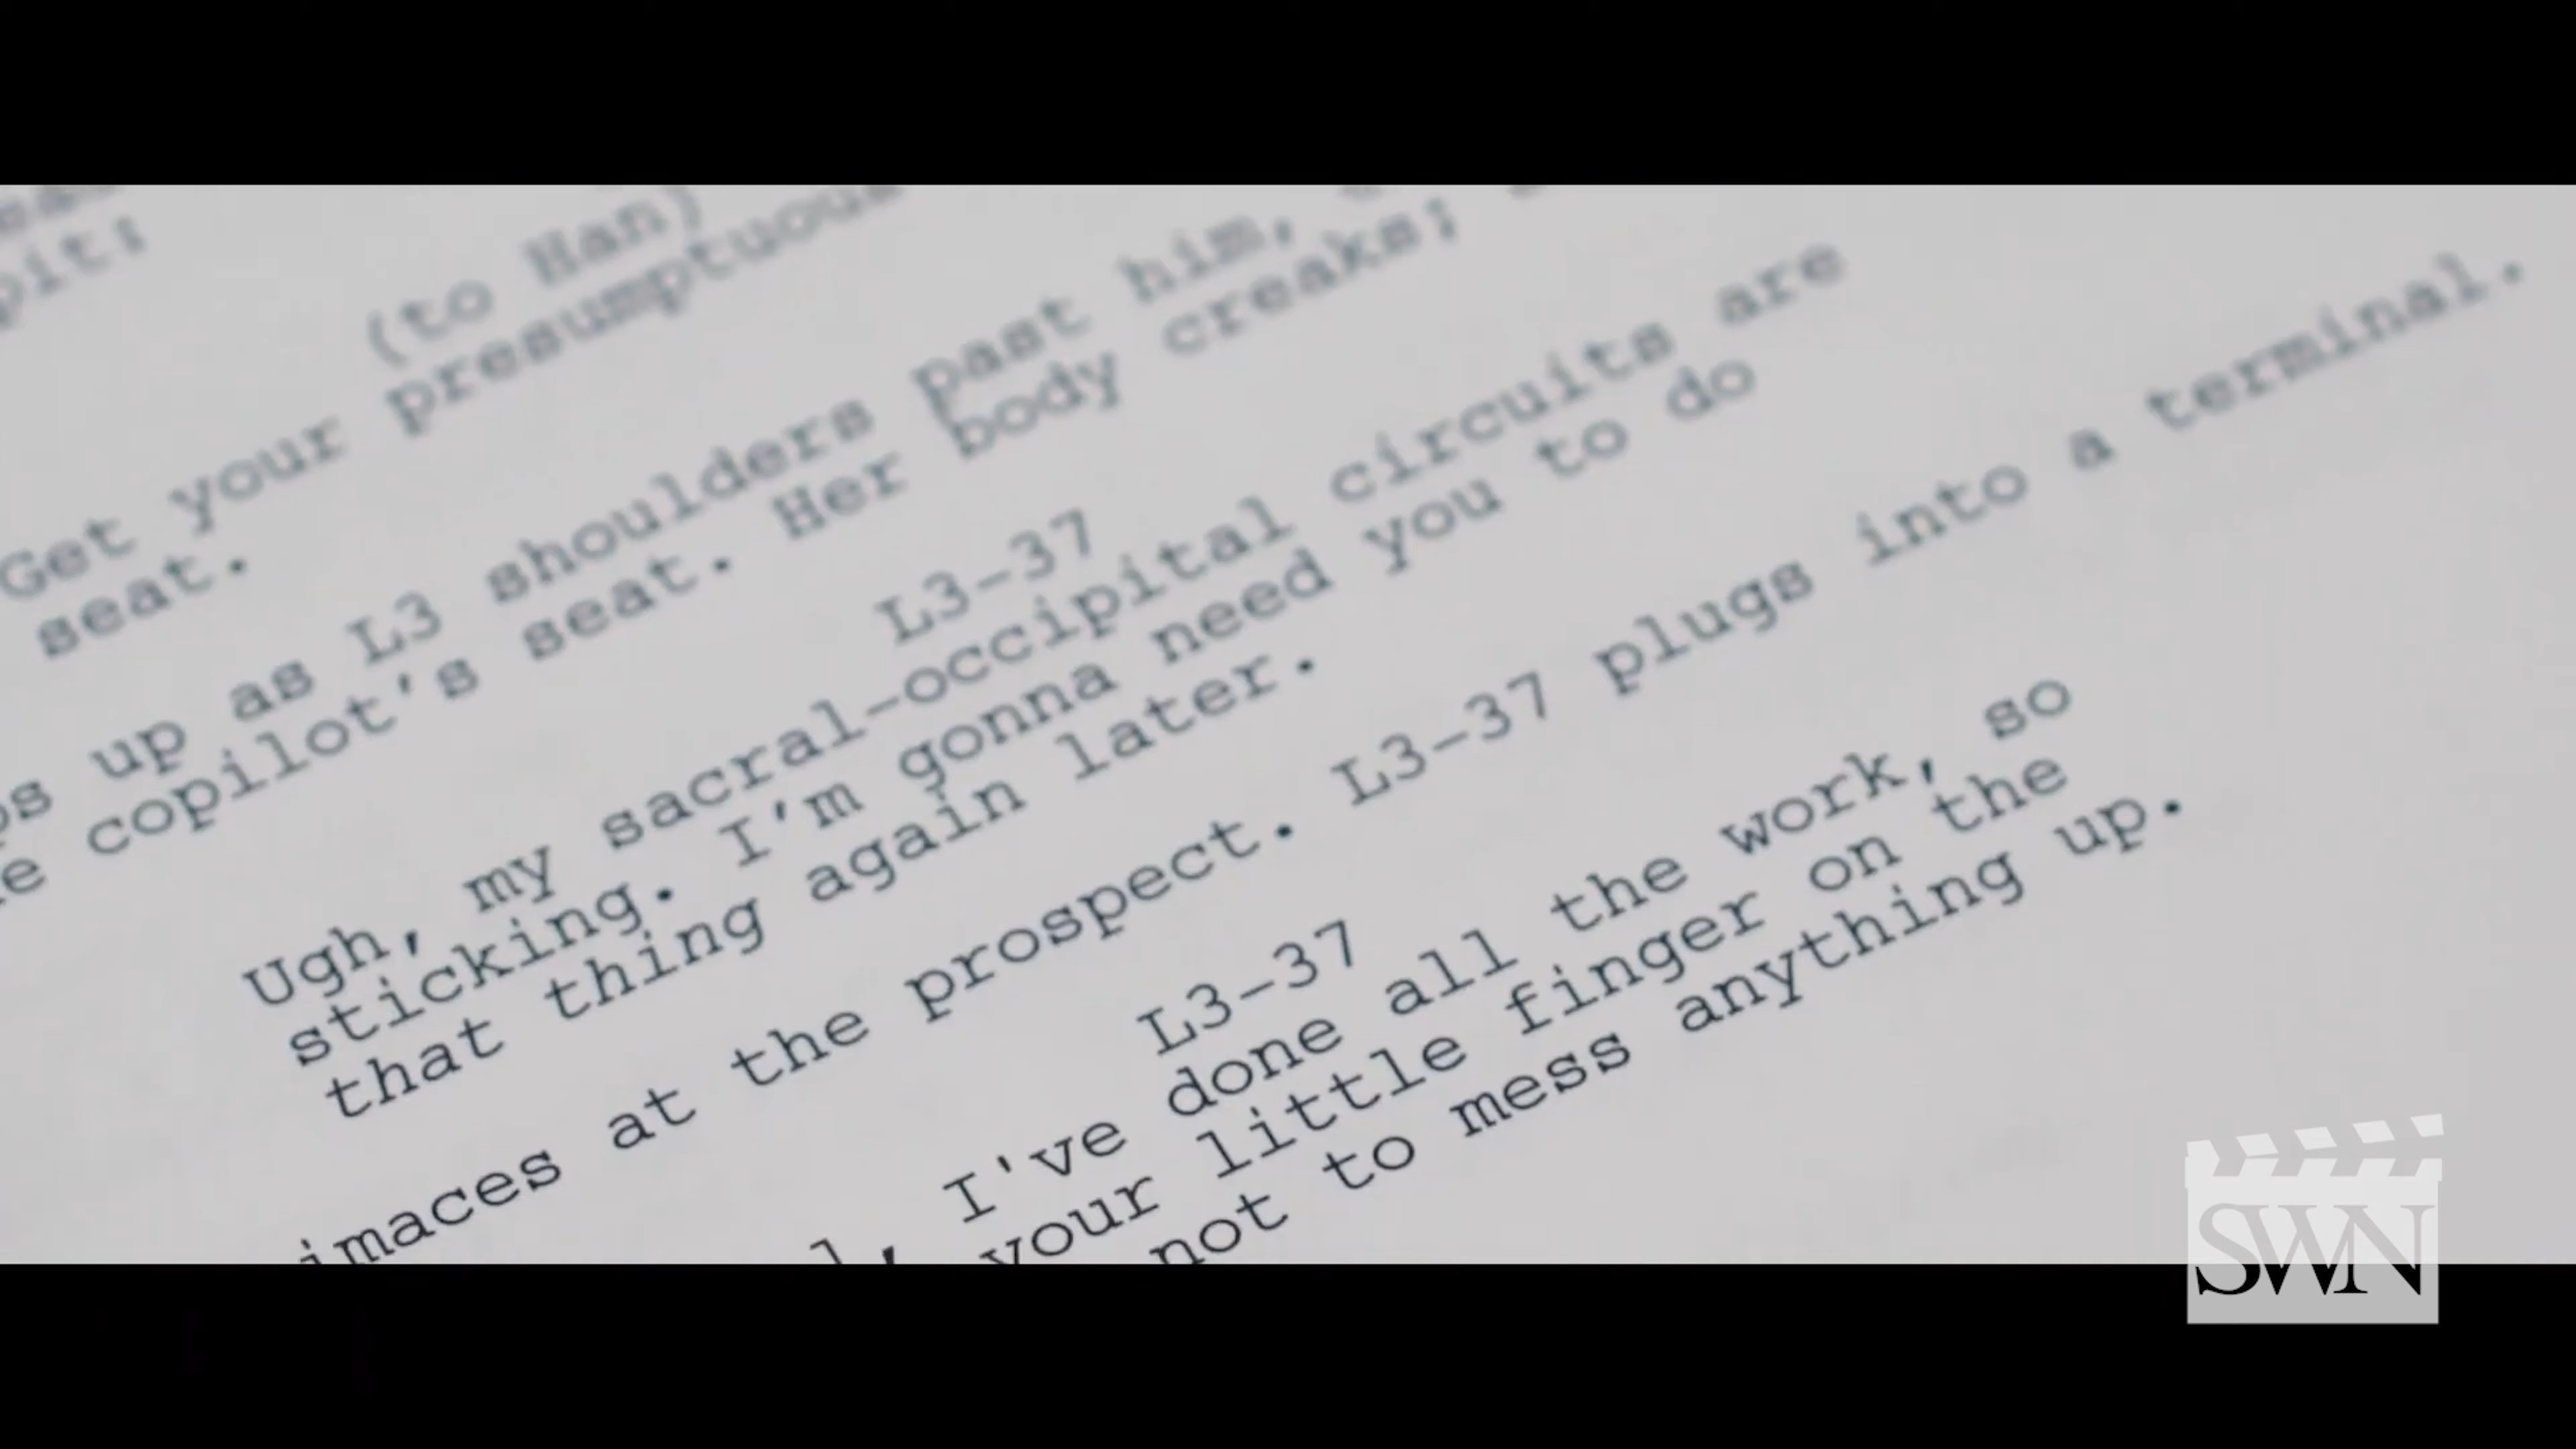 pit:
(to Han)
Get your presumptuous
seat.
up as L3 shoulders past him,
copilot's seat. Her body creaks;
L3-37
Ugh, my sacral-occipital circuits are
sticking. I'm gonna need you to do
that thing again later.
imaces at the prospect. L3-37 plugs into a terminal.
L3-37
I've done all the work, so
your little finger on the
not to mess anything up.
SWN